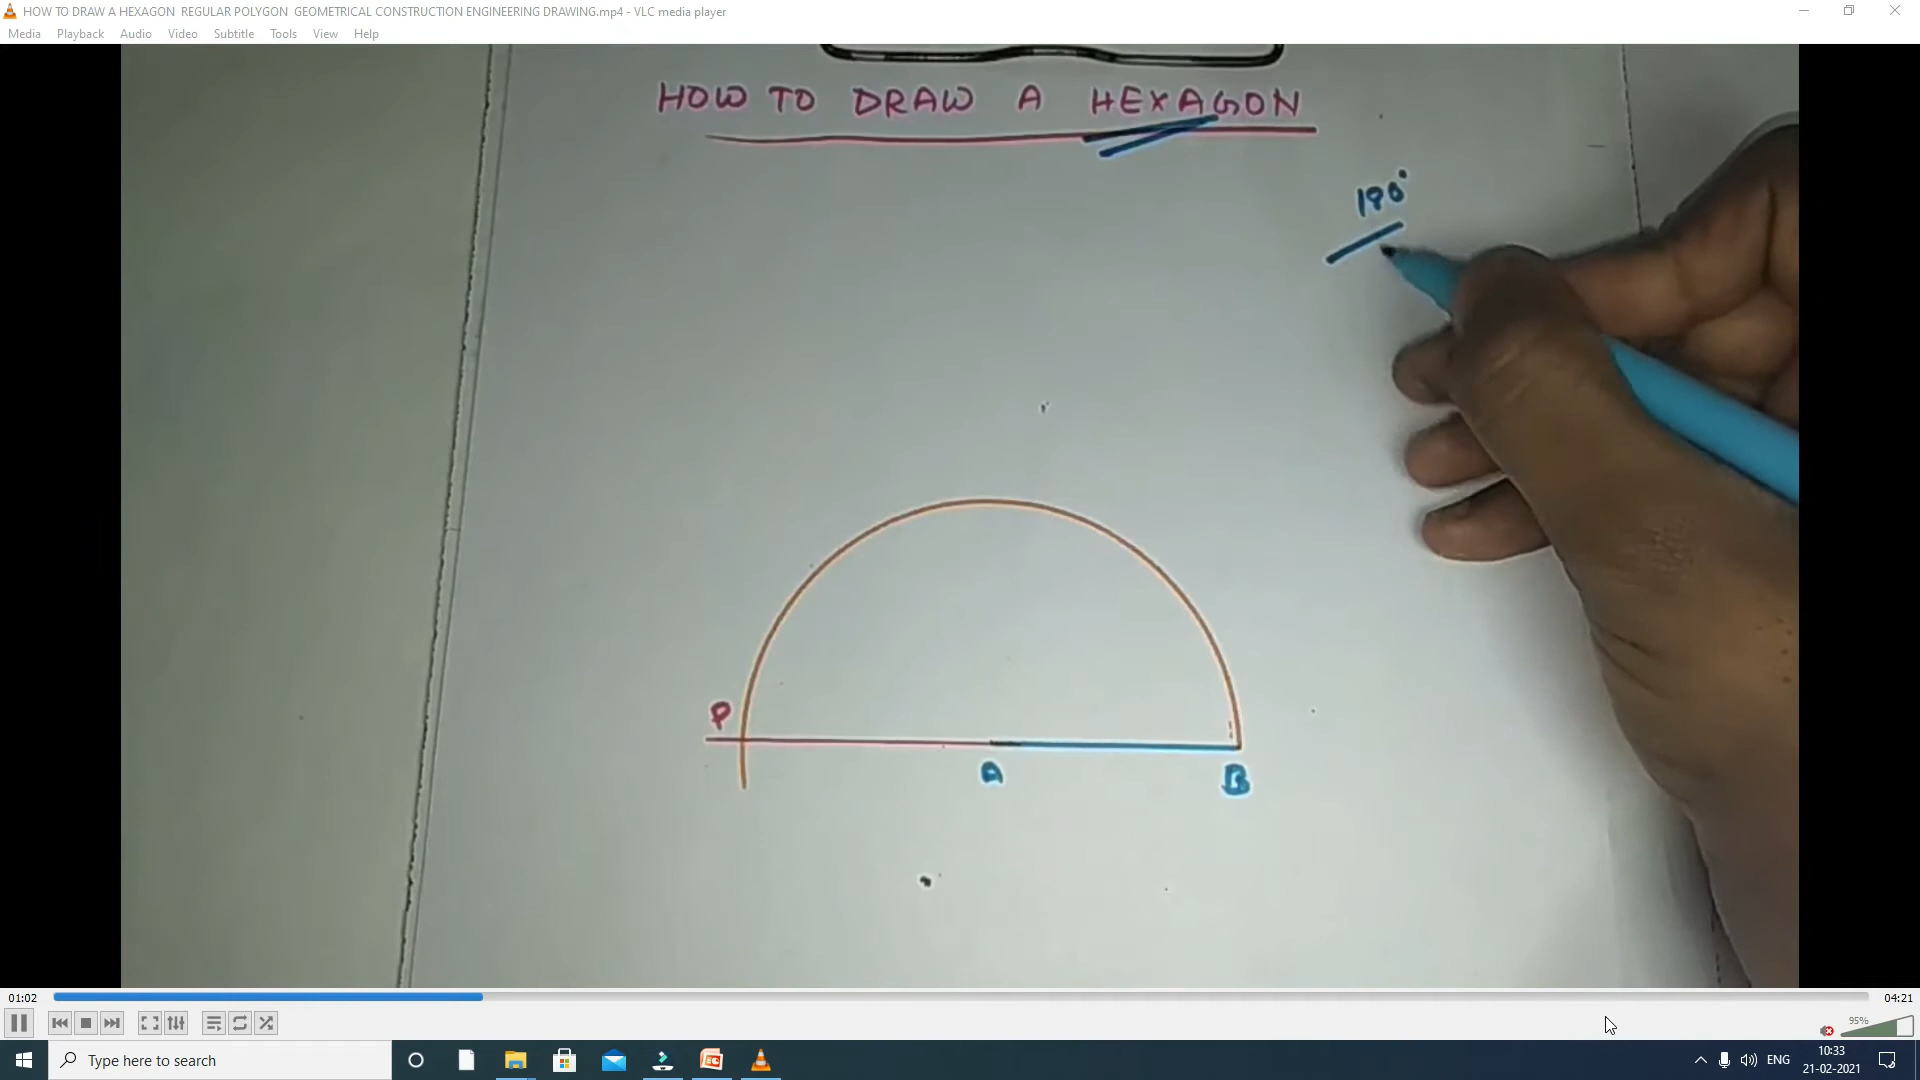 HOW TO DRAW A HEXAGON REGULAR POLYGON GEOMETRICAL CONSTRUCTION ENGINEERING DRAWING.mp4 - VLC media player
Media Playback Audio Video Subtitle Tools View Help
HOW TO DRAW A HEXAGON
180°
P
A
B
01:02
04:21
95%
Type here to search
ENG
10:33
21-02-2021